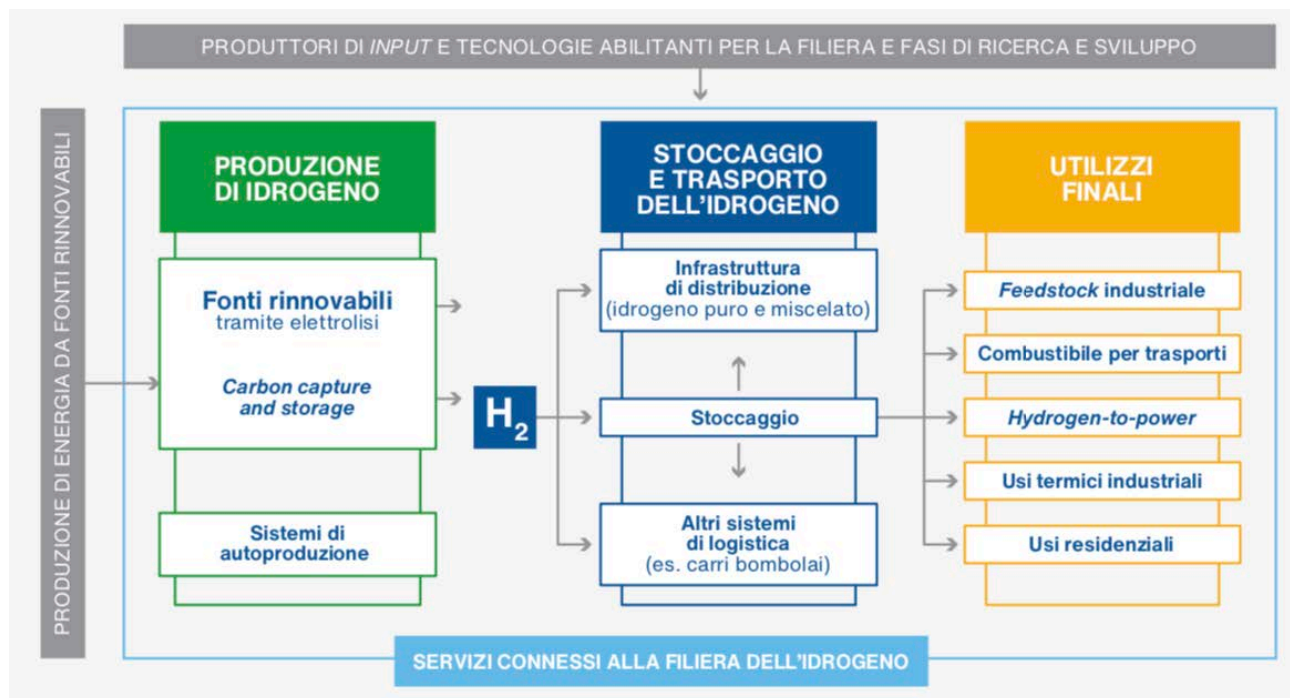 PRODUTTORI DI INPUT E TECNOLOGIE ABILITANTI PER LA FILIERA E FASI DI RICERCA E SVILUPPO
PRODUZIONE DI ENERGIA DA FONTI RINNOVABILI
PRODUZIONE
DI IDROGENO
Fonti rinnovabili
tramite elettrolisi
Carbon capture
and storage
Sistemi di
autoproduzione
H2
STOCCAGGIO
E TRASPORTO
DELL'IDROGENO
Infrastruttura
di distribuzione
(idrogeno puro e miscelato)
Stoccaggio
Altri sistemi
di logistica
(es. carri bombolai)
UTILIZZI
FINALI
Feedstock industriale
Combustibile per trasporti
Hydrogen-to-power
Usi termici industriali
Usi residenziali
SERVIZI CONNESSI ALLA FILIERA DELL'IDROGENO